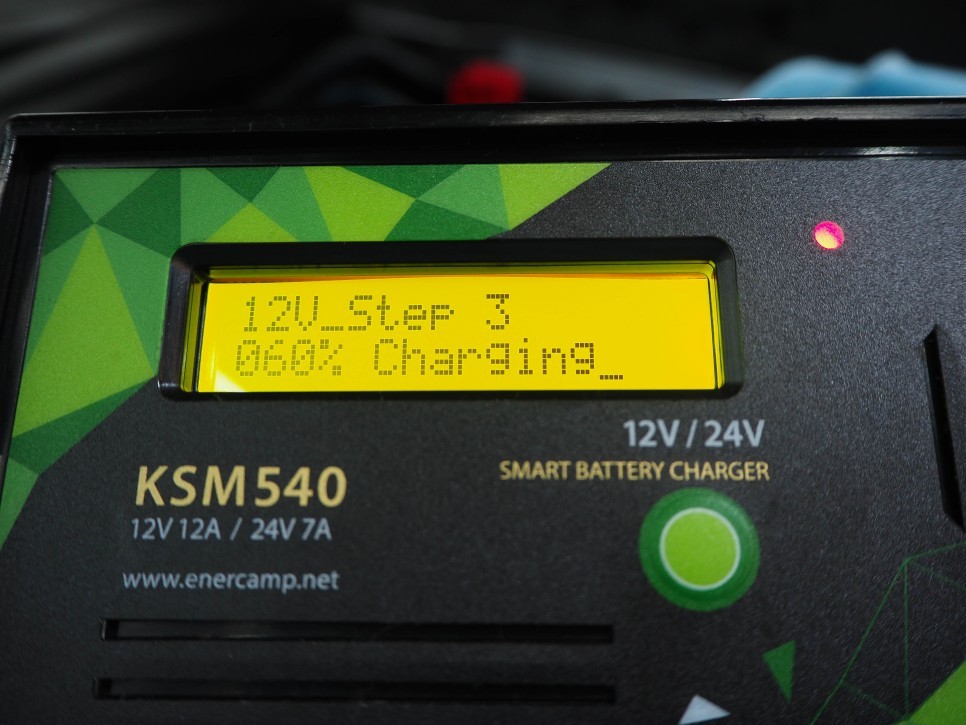 12V_Step 3
060% Charging_
12V / 24V
SMART BATTERY CHARGER
KSM540
12V 12A / 24V 7A
www.enercamp.net